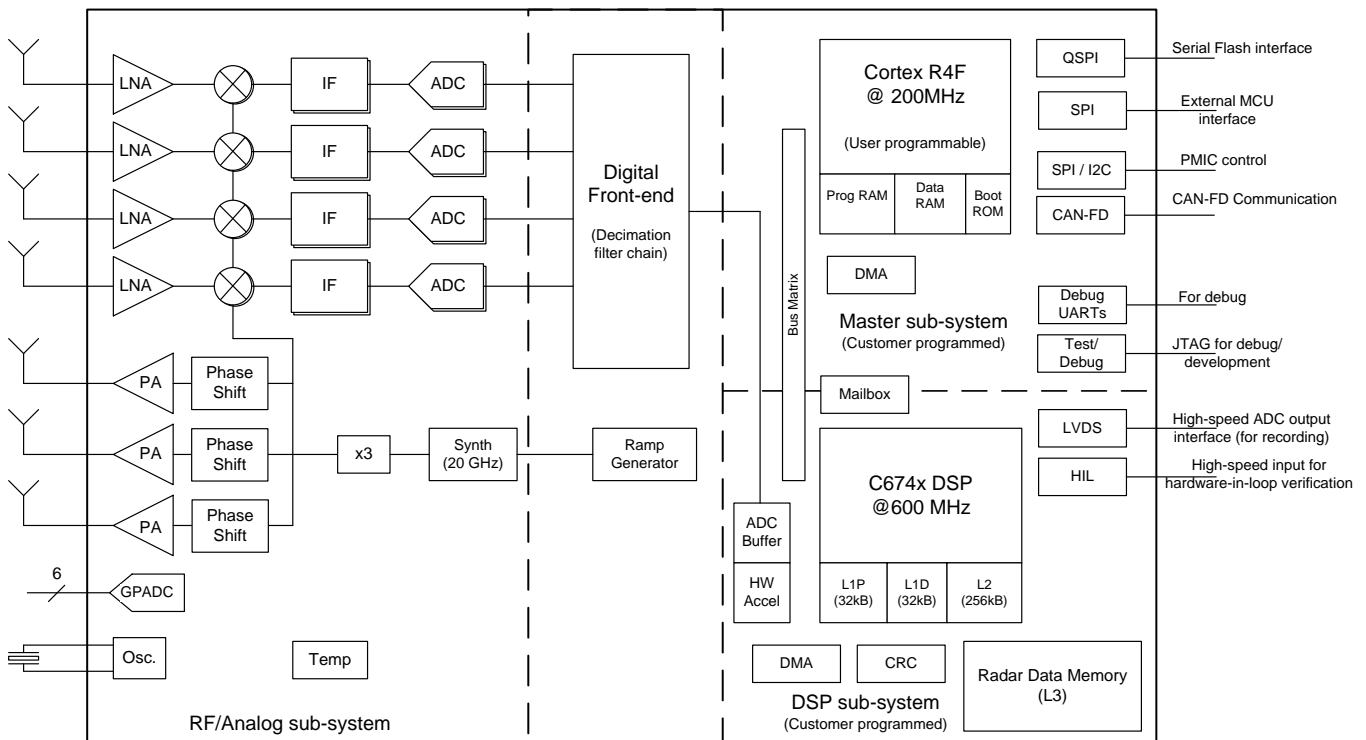 LNA
IF
ADC
LNA
IF
ADC
LNA
IF
ADC
LNA
IF
ADC
PA
Phase
Shift
PA
Phase
Shift
PA
Phase
Shift
x3
Synth
(20 GHz)
6
GPADC
Osc.
Temp
RF/Analog sub-system
Digital
Front-end
(Decimation
filter chain)
Ramp
Generator
Bus Matrix
Cortex R4F
@ 200MHz
(User programmable)
Prog RAM
Data
RAM
Boot
ROM
DMA
Master sub-system
(Customer programmed)
Mailbox
QSPI
Serial Flash interface
SPI
External MCU
interface
SPI / I2C
PMIC control
CAN-FD
CAN-FD Communication
Debug
UARTs
For debug
Test/
Debug
JTAG for debug/
development
LVDS
High-speed ADC output
interface (for recording)
HIL
High-speed input for
hardware-in-loop verification
C674x DSP
@600 MHz
L1P
(32kB)
L1D
(32kB)
L2
(256kB)
ADC
Buffer
HW
Accel
DMA
CRC
DSP sub-system
(Customer programmed)
Radar Data Memory
(L3)